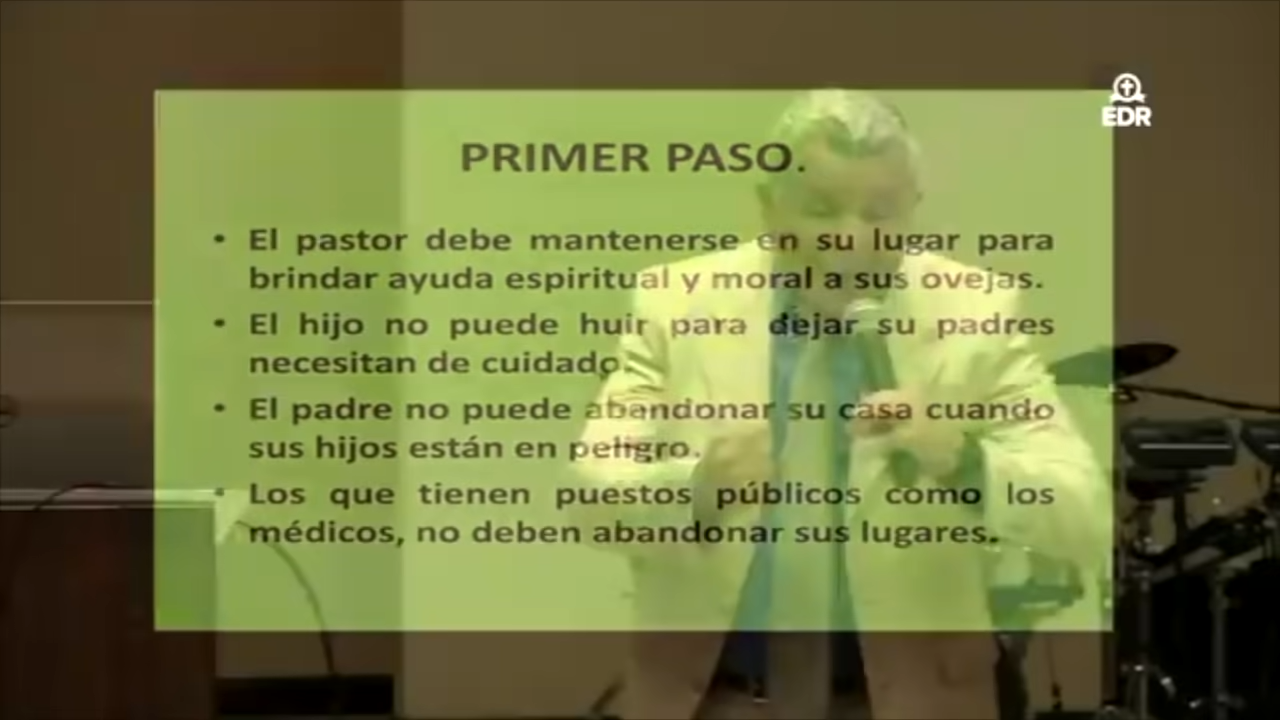 EDR
PRIMER PASO.
• El pastor debe mantenerse en su lugar para
brindar ayuda espiritual y moral a sus ovejas.
• El hijo no puede huir para dejar su padres
necesitan de cuidado.
• El padre no puede abandonar su casa cuando
sus hijos están en peligro.
• Los que tienen puestos públicos como los
médicos, no deben abandonar sus lugares.